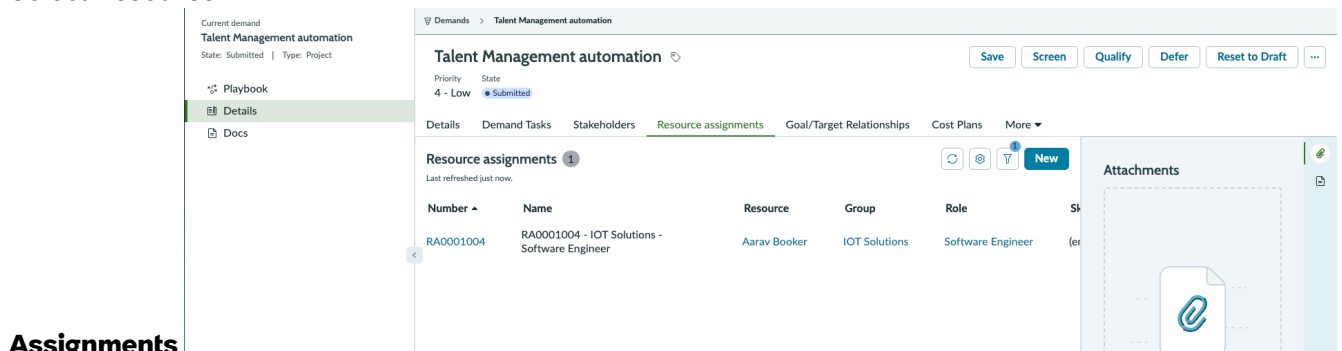 Current demand
Talent Management automation
State: Submitted | Type: Project
Playbook
Details
Docs
Demands > Talent Management automation
Talent Management automation
Save Screen Qualify Defer Reset to Draft ...
Priority State
4 - Low Submitted
Details Demand Tasks Stakeholders Resource assignments Goal/Target Relationships Cost Plans More
Resource assignments 1
1
New
Last refreshed just now.
Number Name Resource Group Role
RA0001004 RA0001004 - IOT Solutions - Aarav Booker IOT Solutions Software Engineer
Software Engineer
Attachments
Assignments